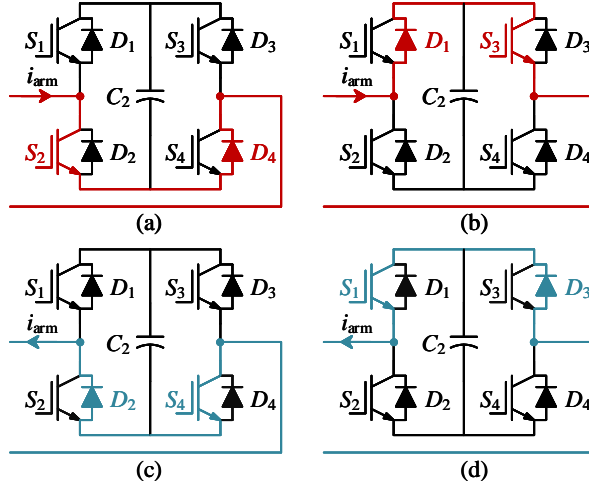 S1 D1 S3 D3
iarm C2
S2 D2 S4 D4
(a)
S1 D1 S3 D3
iarm C2
S2 D2 S4 D4
(b)
S1 D1 S3 D3
iarm C2
S2 D2 S4 D4
(c)
S1 D1 S3 D3
iarm C2
S2 D2 S4 D4
(d)